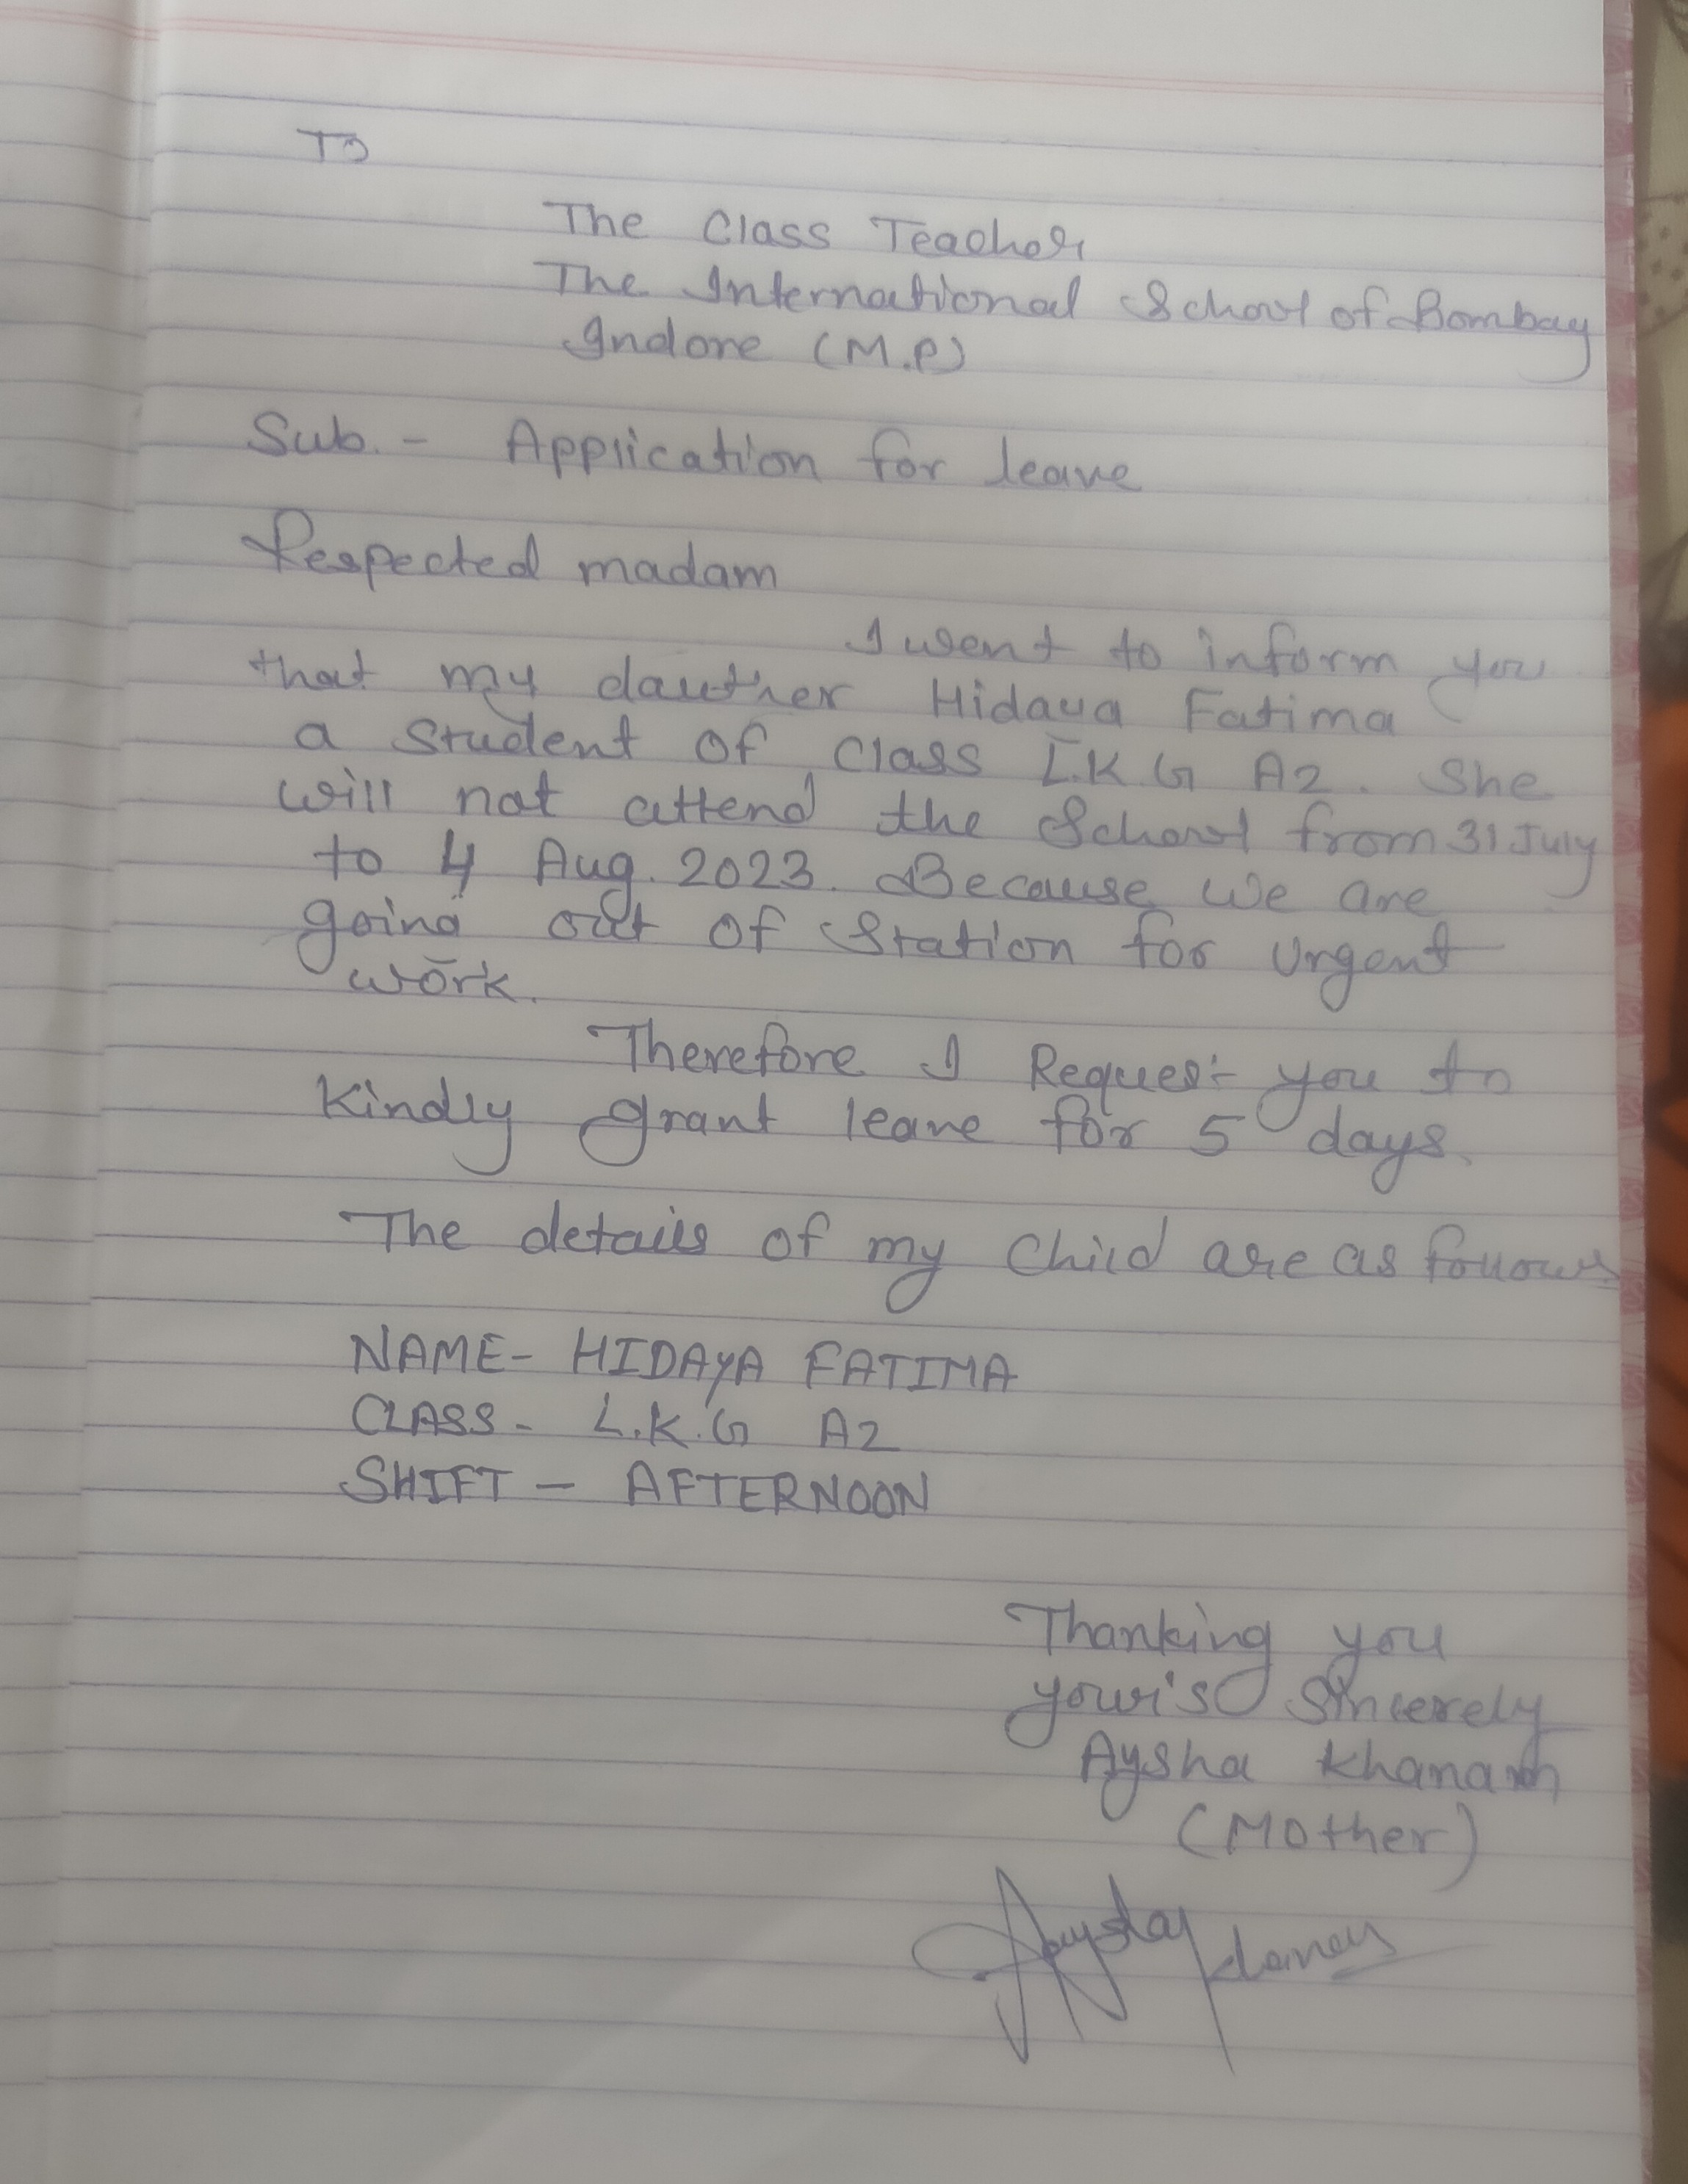 To
The Class Teacher
The International School of Bombay
Indore (M.P)
Sub. - Application for leave
Respected madam
I went to inform you
that my dauther Hidaya Fatima
a Student of Class L.K G A2. She
will not attend the School from 31 July
to 4 Aug. 2023. Because we are
going out of Station for Urgent
work.
Therefore I Request you to
Kindly grant leave for 5 days.
The details of my Child are as follows
NAME- HIDAYA FATIMA
CLASS- L.K.G A2
SHIFT - AFTERNOON
Thanking you
your's Sincerely
Aysha Khanam
(Mother)